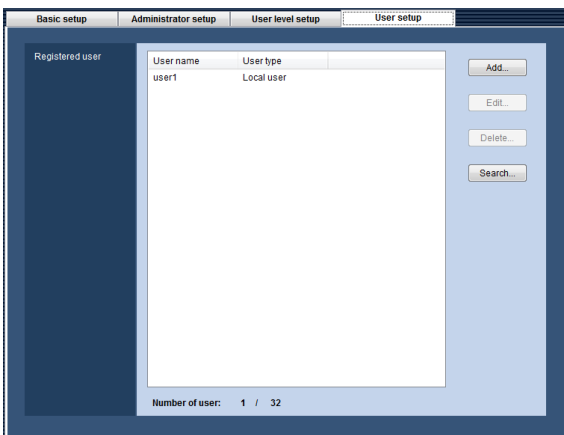 Basic setup Administrator setup User level setup User setup
Registered user
User name User type
user1 Local user
Add...
Edit...
Delete...
Search...
Number of user: 1 / 32